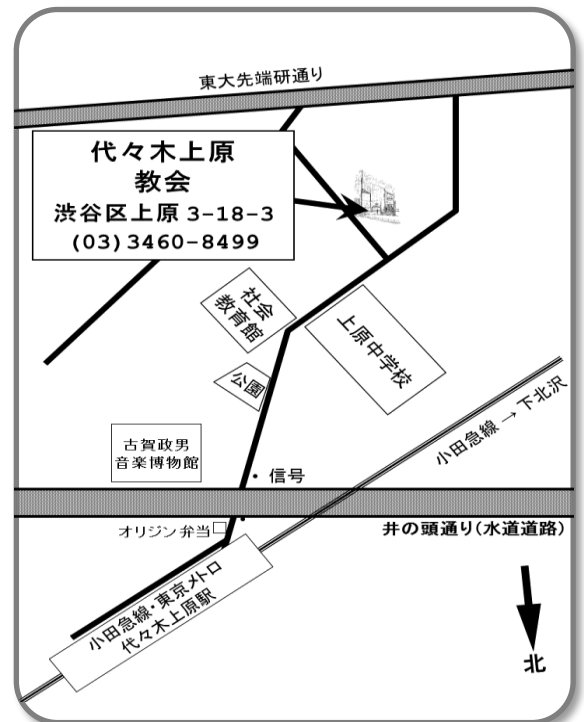 東大先端研通り
代々木上原
教会
渋谷区上原3-18-3
(03)3460-8499
社会
教育館
上原中学校
公園
小田急線 → 下北沢
古賀政男
音楽博物館
・信号
オリジン弁当□
井の頭通り(水道道路)
小田急線・東京メトロ
代々木上原駅
北